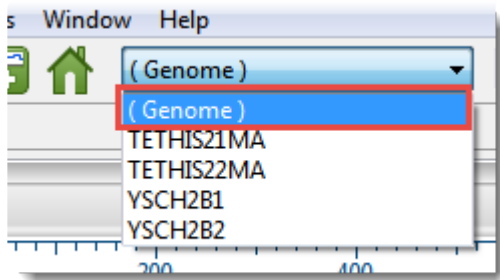 s Window Help
( Genome )
( Genome )
TETHIS21MA
TETHIS22MA
YSCH2B1
YSCH2B2
200 400